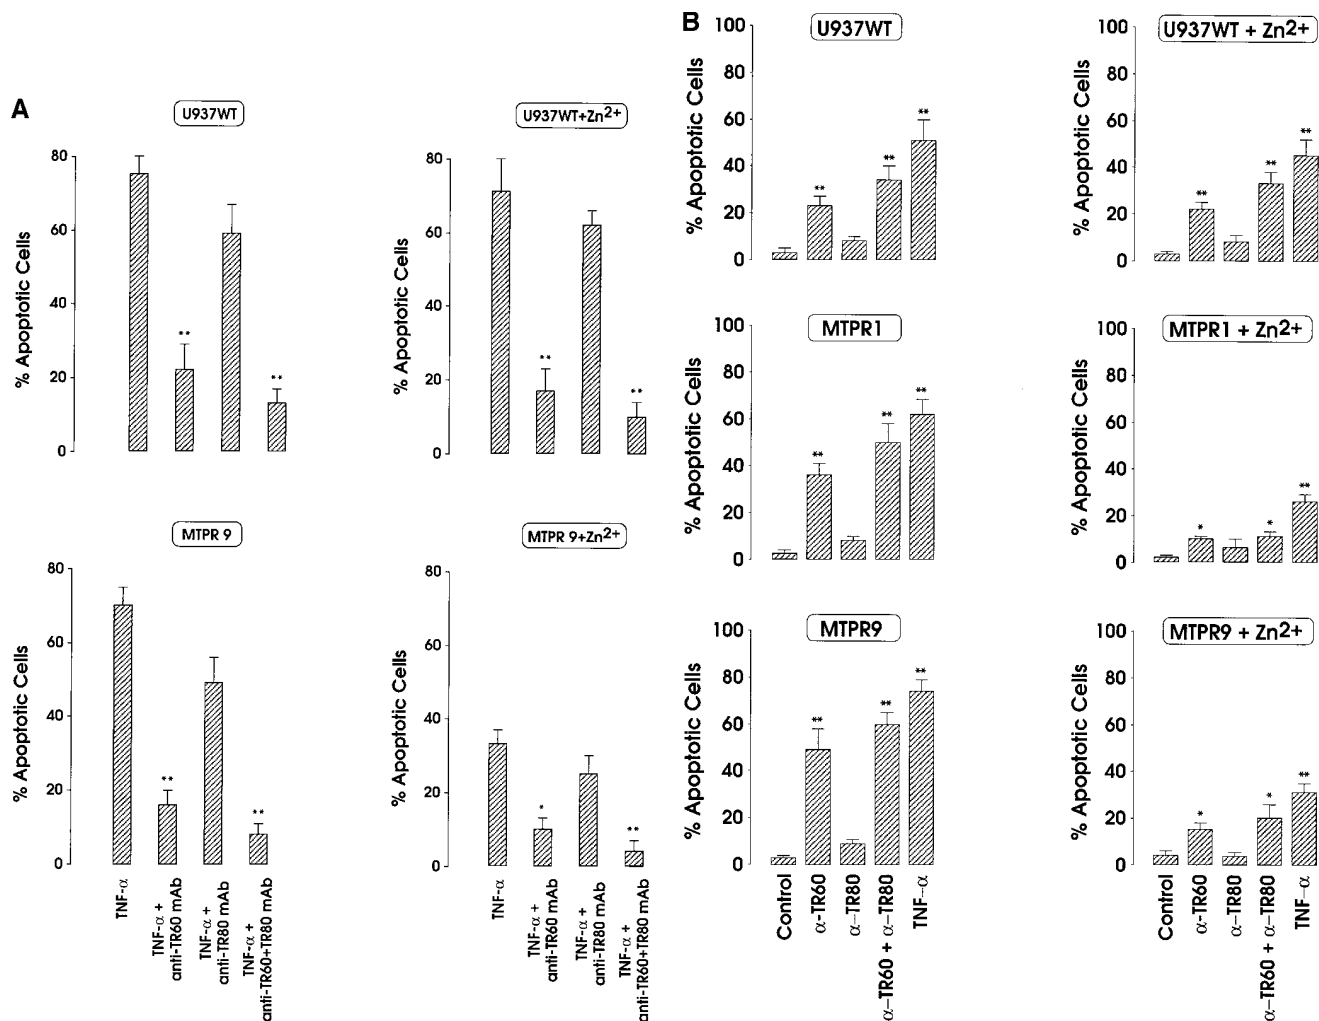 A
U937WT
% Apoptotic Cells
80
60
40
20
0
**
**
U937WT+Zn2+
% Apoptotic Cells
80
60
40
20
0
**
**
MTPR 9
% Apoptotic Cells
80
60
40
20
0
**
**
TNF-α
TNF-α +
anti-TR60 mAb
TNF-α +
anti-TR80 mAb
TNF-α +
anti-TR60+TR80 mAb
MTPR 9+Zn2+
% Apoptotic Cells
80
60
40
20
0
*
**
TNF-α
TNF-α +
anti-TR60 mAb
TNF-α +
anti-TR80 mAb
TNF-α +
anti-TR60+TR80 mAb
B
U937WT
% Apoptotic Cells
100
80
60
40
20
0
**
**
**
U937WT + Zn2+
% Apoptotic Cells
100
80
60
40
20
0
**
**
**
MTPR1
% Apoptotic Cells
100
80
60
40
20
0
**
**
**
MTPR1 + Zn2+
% Apoptotic Cells
100
80
60
40
20
0
*
*
**
MTPR9
% Apoptotic Cells
100
80
60
40
20
0
**
**
**
Control
α-TR60
α-TR80
α-TR60 + α-TR80
TNF-α
MTPR9 + Zn2+
% Apoptotic Cells
100
80
60
40
20
0
*
*
**
Control
α-TR60
α-TR80
α-TR60 + α-TR80
TNF-α